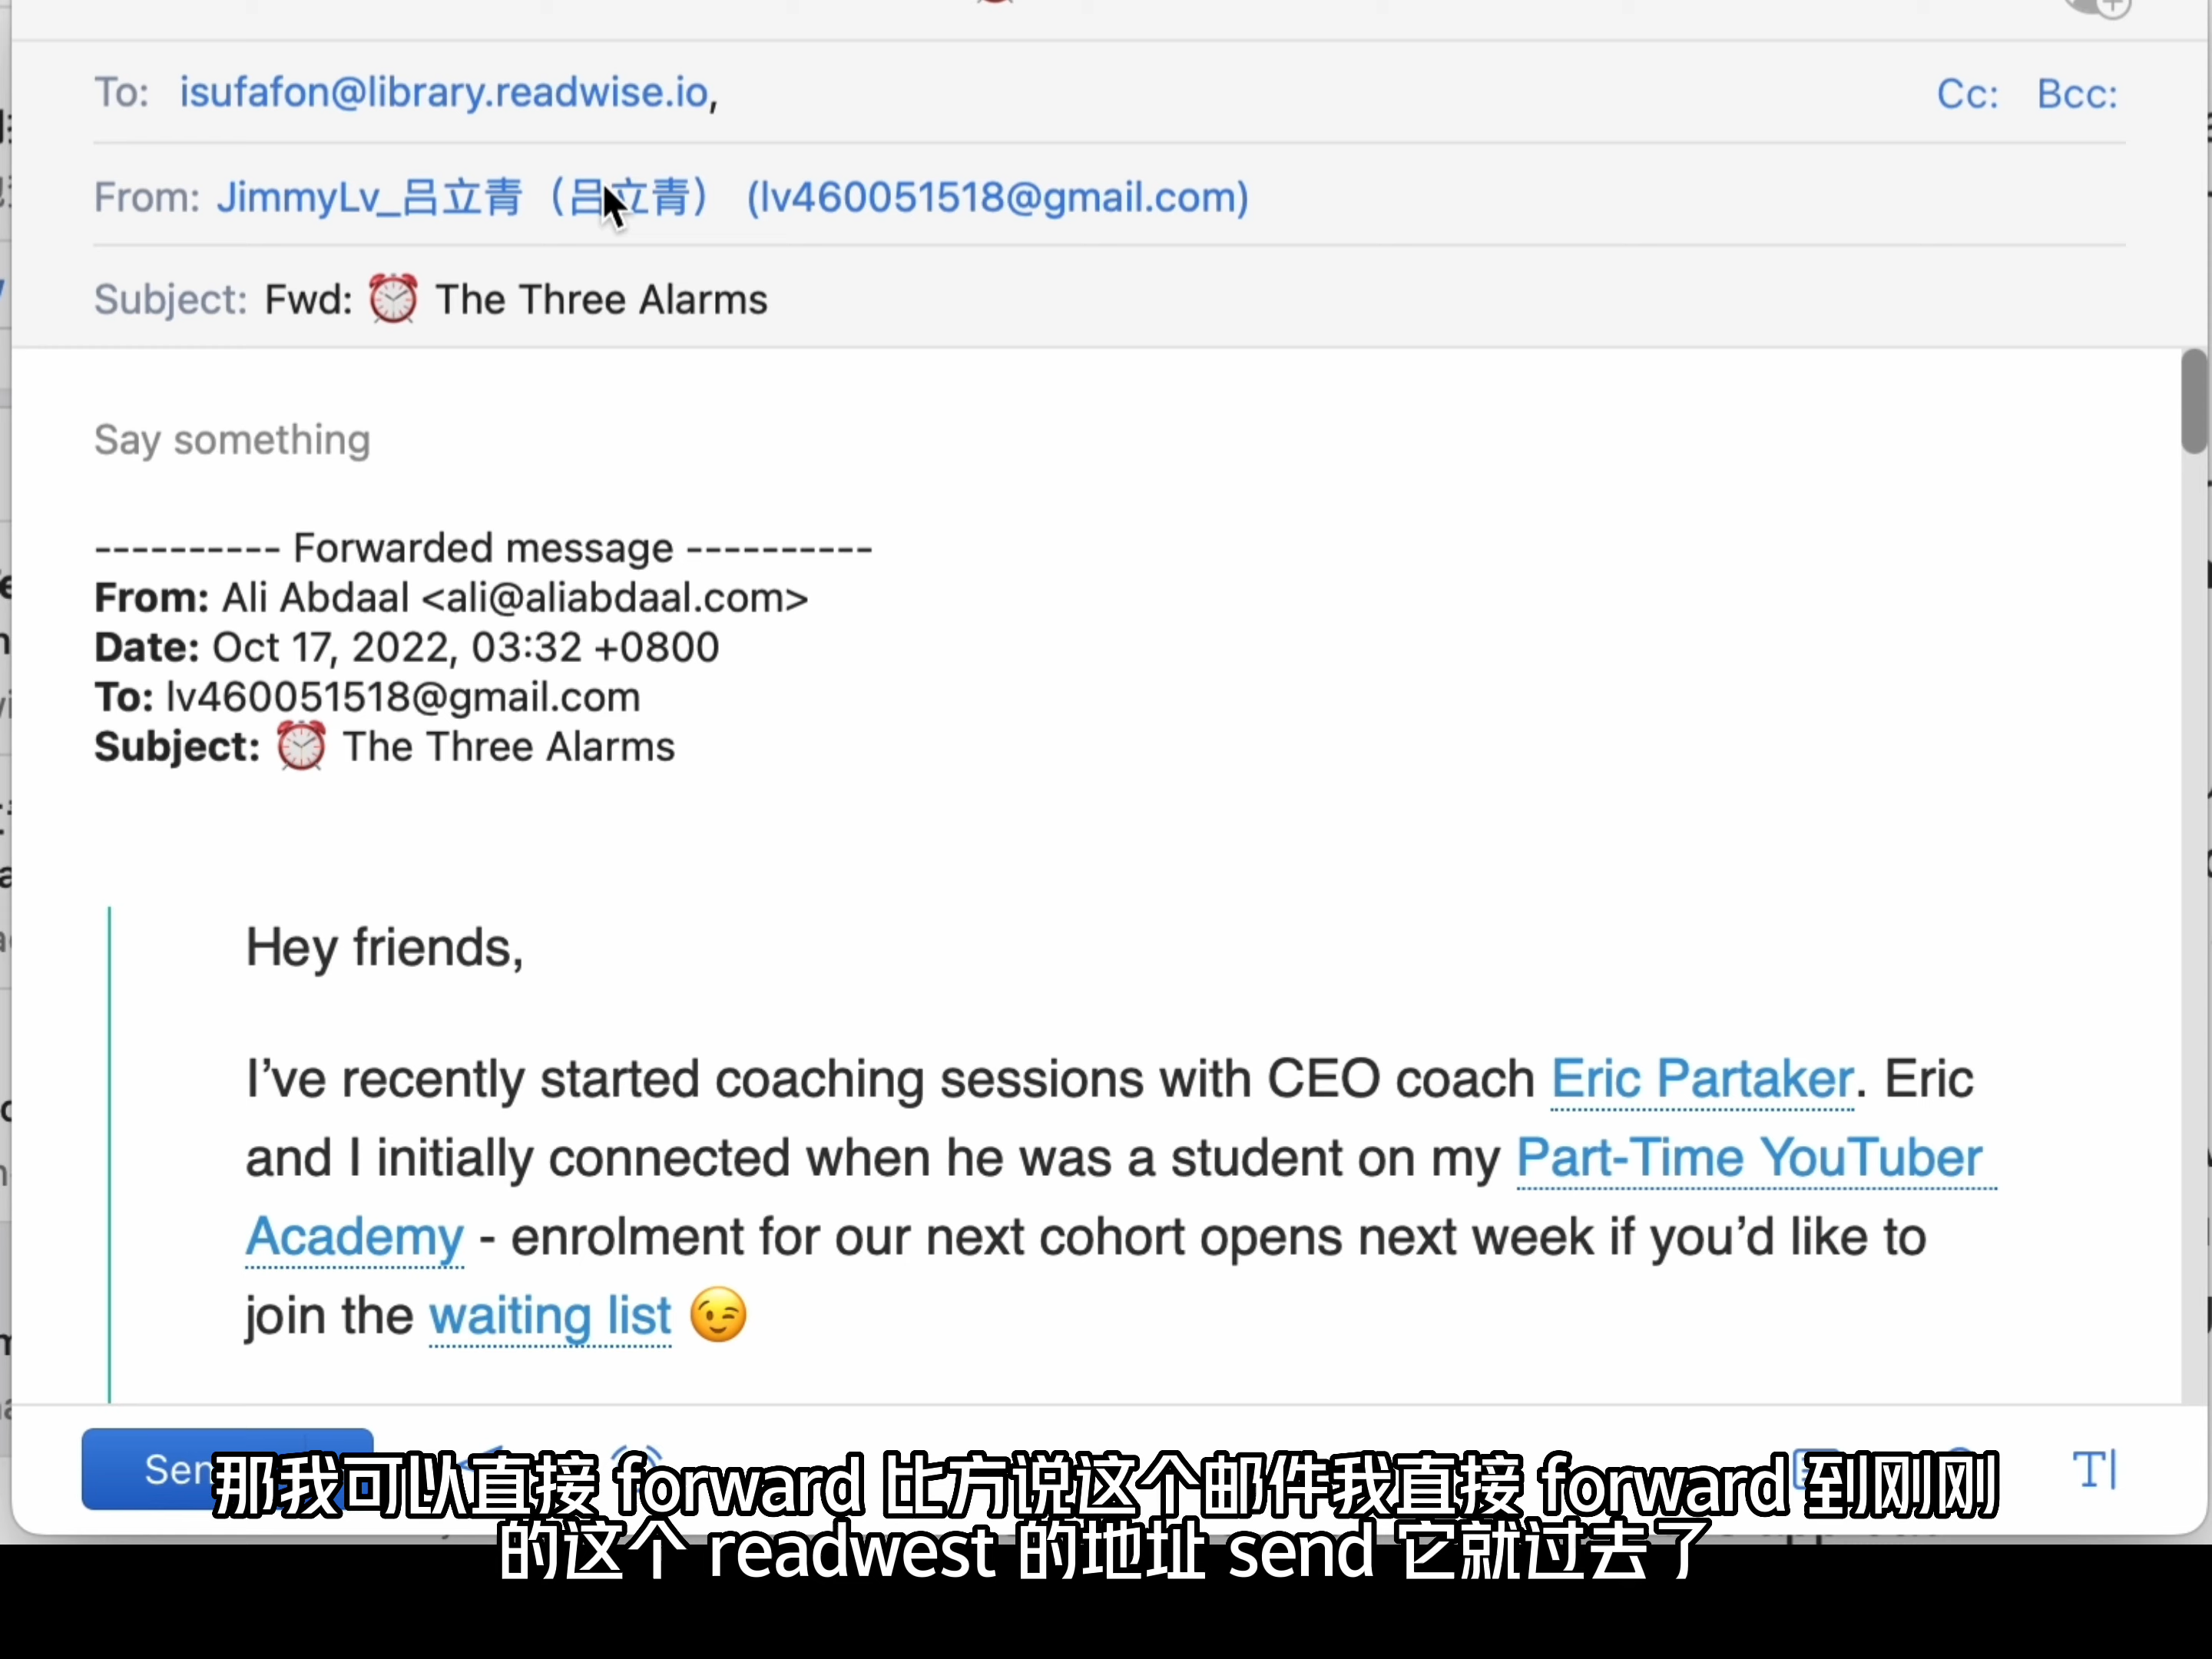 To: isufafon@library.readwise.io, Cc: Bcc:
From: JimmyLv_吕立青（吕立青） (lv460051518@gmail.com)
Subject: Fwd: ⏰ The Three Alarms
Say something
---------- Forwarded message ----------
From: Ali Abdaal <ali@aliabdaal.com>
Date: Oct 17, 2022, 03:32 +0800
To: lv460051518@gmail.com
Subject: ⏰ The Three Alarms
Hey friends,
I’ve recently started coaching sessions with CEO coach Eric Partaker. Eric
and I initially connected when he was a student on my Part-Time YouTuber
Academy - enrolment for our next cohort opens next week if you’d like to
join the waiting list 😉
那我可以直接 forward 比方说这个邮件我直接 forward 到刚刚
的这个 readwest 的地址 send 它就过去了